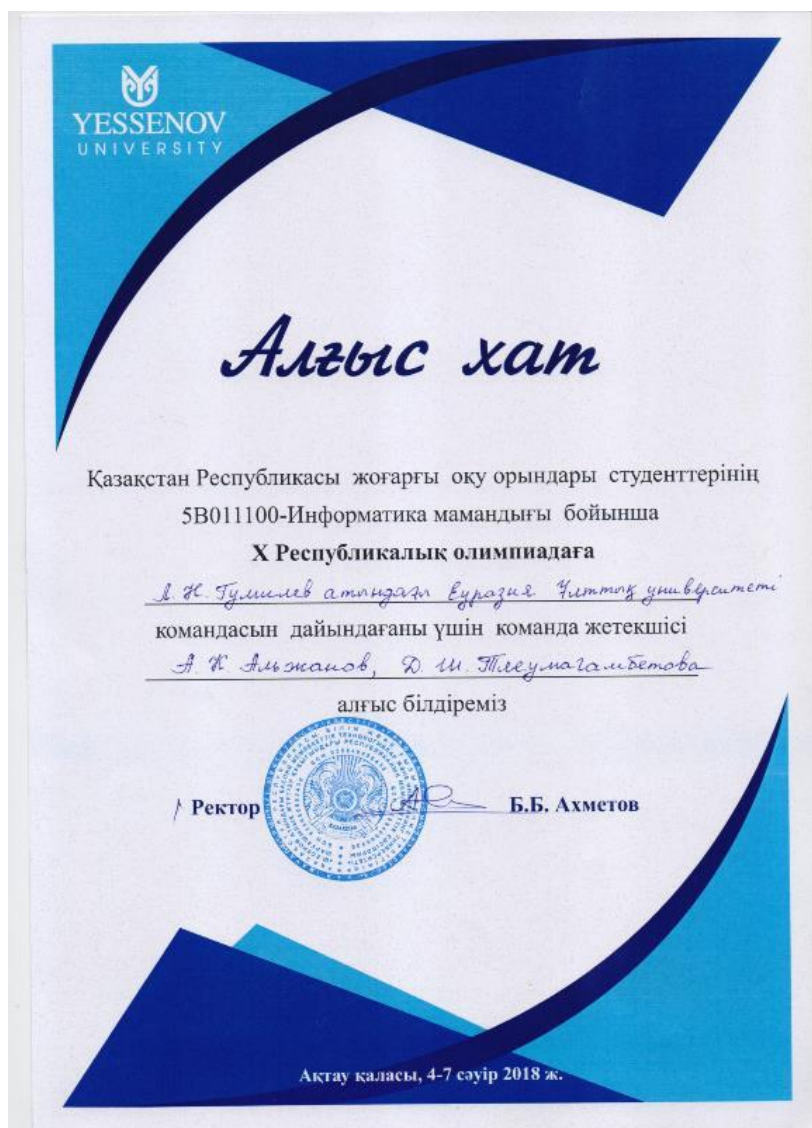 YESSENOV
UNIVERSITY
Алғыс хат
Қазақстан Республикасы жоғарғы оқу орындары студенттерінің
5В011100-Информатика мамандығы бойынша
X Республикалық олимпиадаға
Л. Н. Гумилев атындағы Еуразия Ұлттық университеті
командасын дайындағаны үшін команда жетекшісі
А. К Альжанов, Д. Ш. Тлеумагамбетова
алғыс білдіреміз
Ректор Б.Б. Ахметов
Ақтау қаласы, 4-7 сәуір 2018 ж.